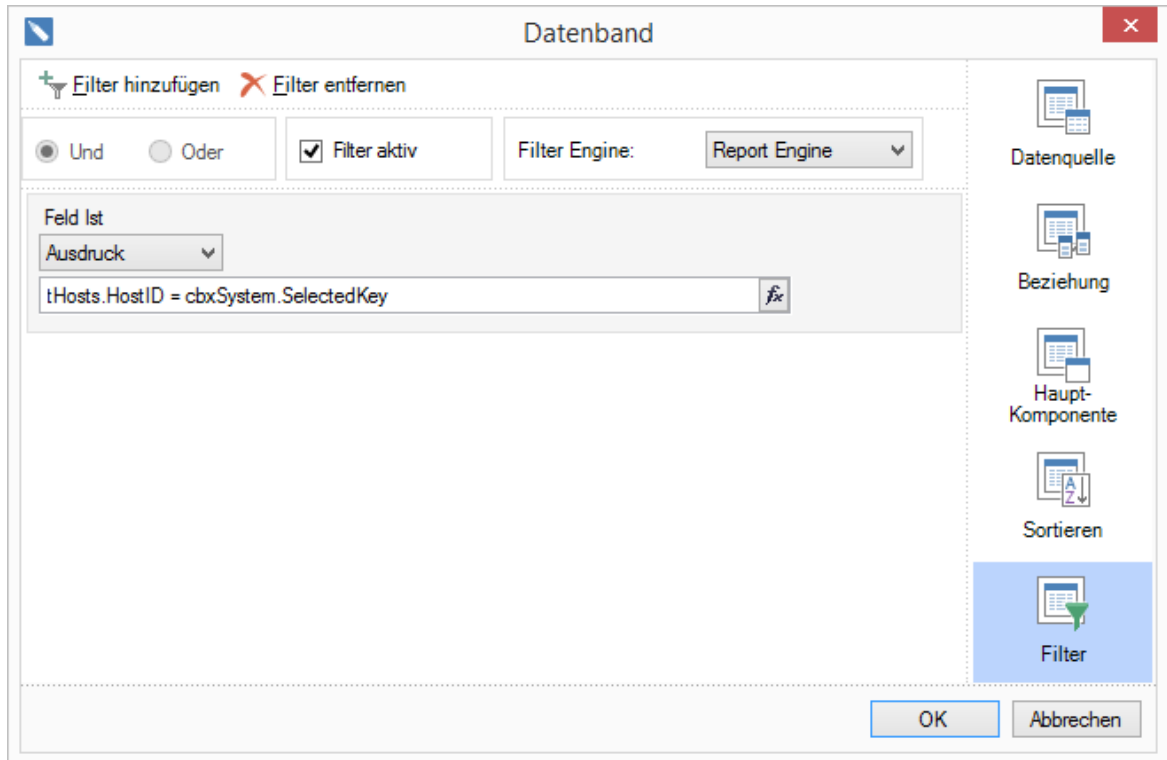 Datenband
Filter hinzufügen Filter entfernen
Und Oder Filter aktiv Filter Engine: Report Engine
Feld Ist
Ausdruck
tHosts.HostID = cbxSystem.SelectedKey
Datenquelle
Beziehung
Haupt-
Komponente
Sortieren
Filter
OK Abbrechen